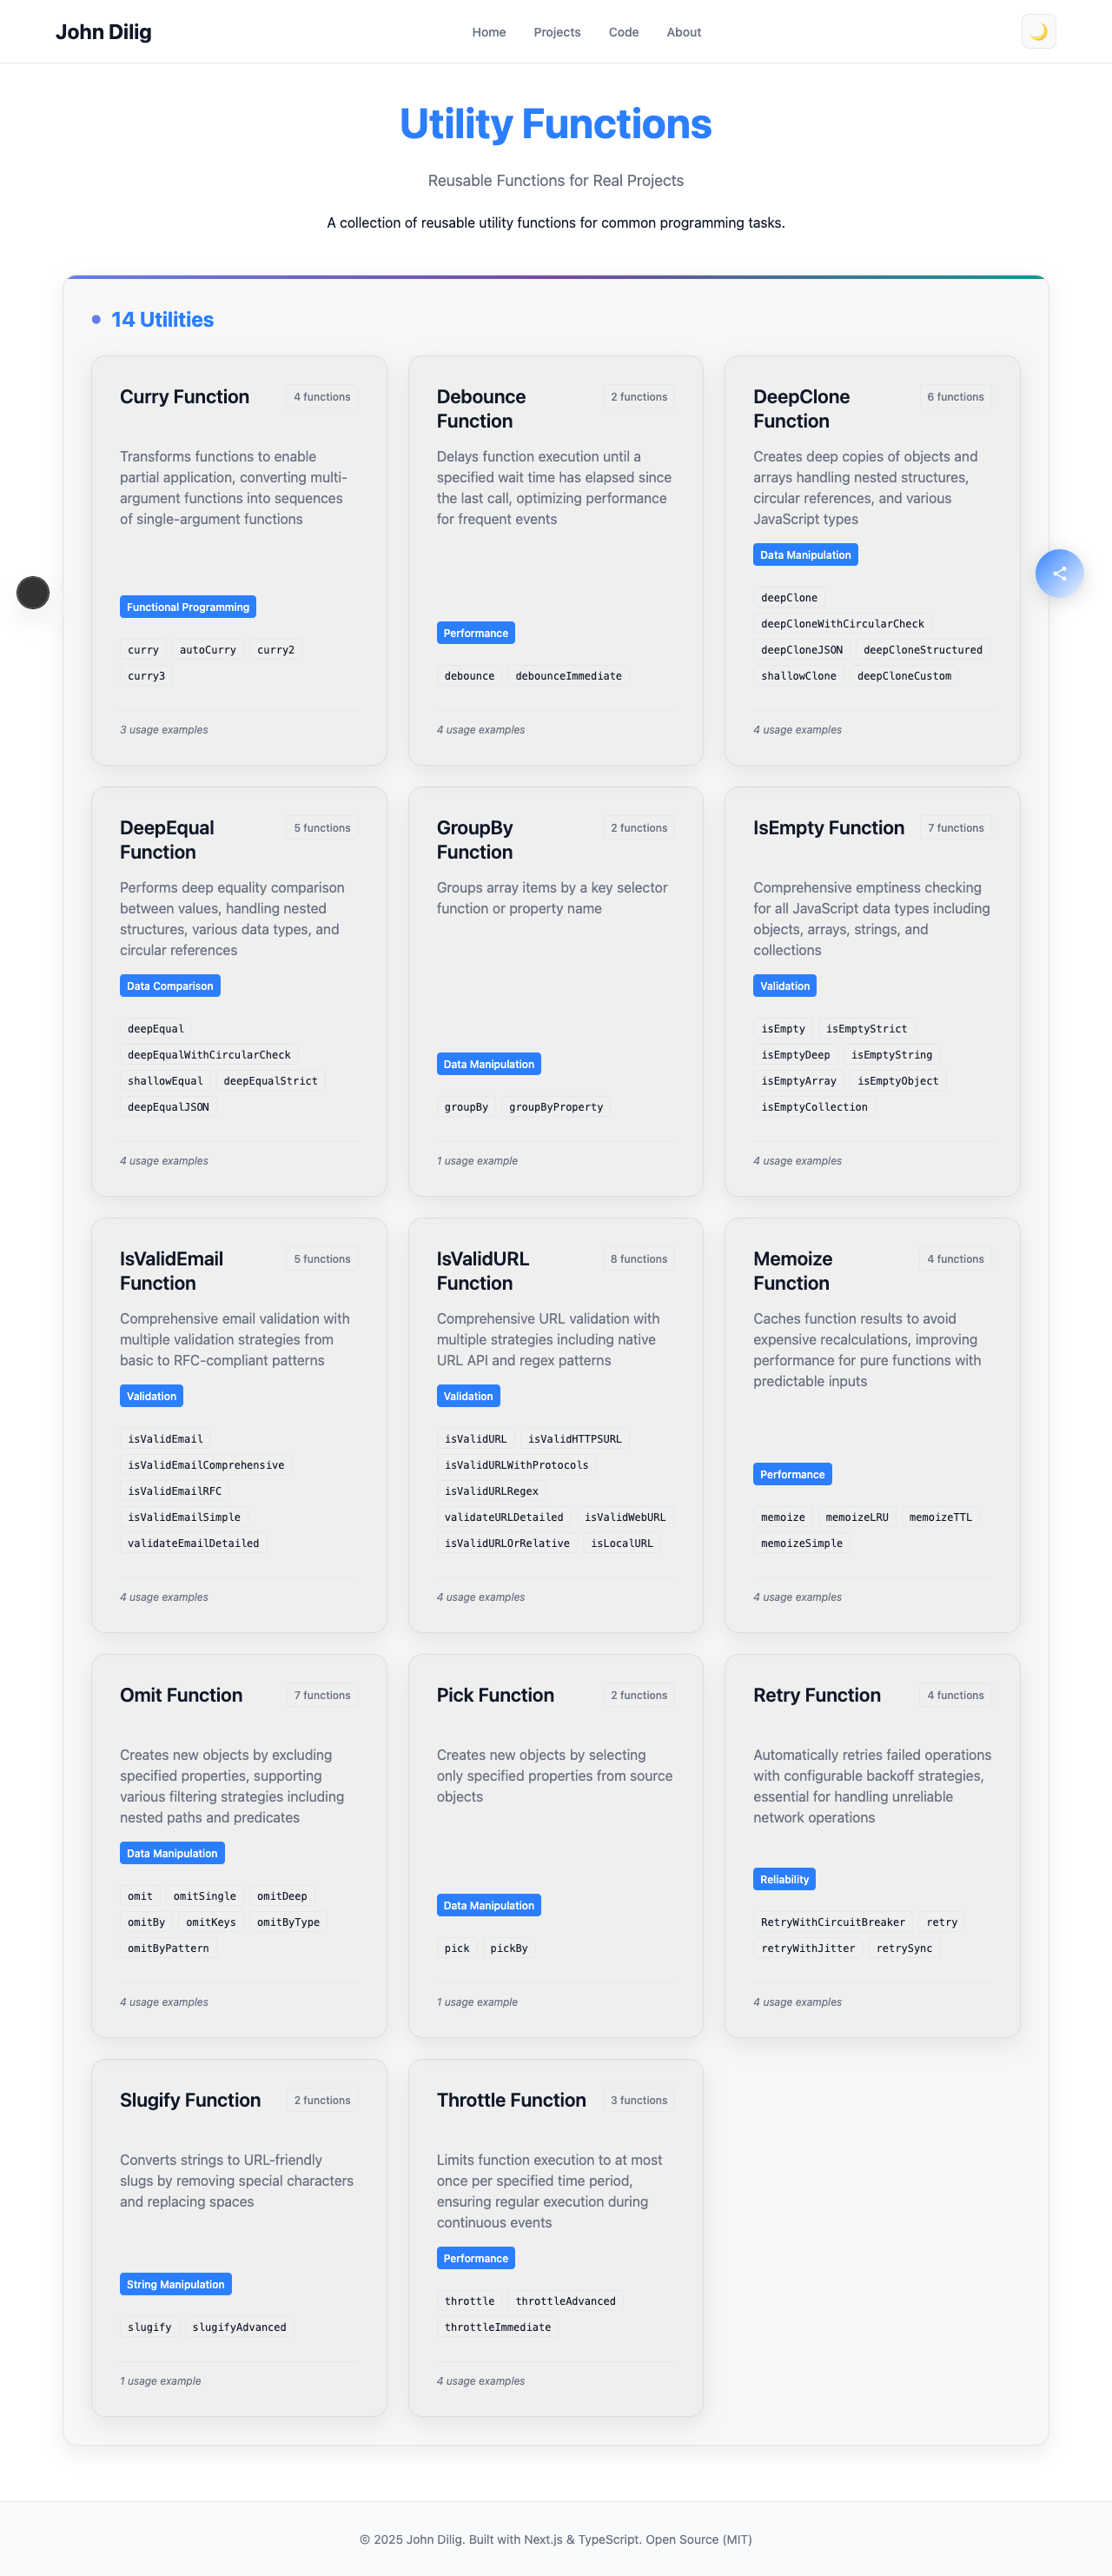 John Dilig
Home Projects Code About
Utility Functions
Reusable Functions for Real Projects
A collection of reusable utility functions for common programming tasks.
14 Utilities
Curry Function
4 functions
Transforms functions to enable
partial application, converting multi-
argument functions into sequences
of single-argument functions
Functional Programming
curry autoCurry curry2
curry3
3 usage examples
Debounce
Function
2 functions
Delays function execution until a
specified wait time has elapsed since
the last call, optimizing performance
for frequent events
Performance
debounce debounceImmediate
4 usage examples
DeepClone
Function
6 functions
Creates deep copies of objects and
arrays handling nested structures,
circular references, and various
JavaScript types
Data Manipulation
deepClone
deepCloneWithCircularCheck
deepCloneJSON deepCloneStructured
shallowClone deepCloneCustom
4 usage examples
DeepEqual
Function
5 functions
Performs deep equality comparison
between values, handling nested
structures, various data types, and
circular references
Data Comparison
deepEqual
deepEqualWithCircularCheck
shallowEqual deepEqualStrict
deepEqualJSON
4 usage examples
GroupBy
Function
2 functions
Groups array items by a key selector
function or property name
Data Manipulation
groupBy groupByProperty
1 usage example
IsEmpty Function
7 functions
Comprehensive emptiness checking
for all JavaScript data types including
objects, arrays, strings, and
collections
Validation
isEmpty isEmptyStrict
isEmptyDeep isEmptyString
isEmptyArray isEmptyObject
isEmptyCollection
4 usage examples
IsValidEmail
Function
5 functions
Comprehensive email validation with
multiple validation strategies from
basic to RFC-compliant patterns
Validation
isValidEmail
isValidEmailComprehensive
isValidEmailRFC
isValidEmailSimple
validateEmailDetailed
4 usage examples
IsValidURL
Function
8 functions
Comprehensive URL validation with
multiple strategies including native
URL API and regex patterns
Validation
isValidURL isValidHTTPSURL
isValidURLWithProtocols
isValidURLRegex
validateURLDetailed isValidWebURL
isValidURLOrRelative isLocalURL
4 usage examples
Memoize
Function
4 functions
Caches function results to avoid
expensive recalculations, improving
performance for pure functions with
predictable inputs
Performance
memoize memoizeLRU memoizeTTL
memoizeSimple
4 usage examples
Omit Function
7 functions
Creates new objects by excluding
specified properties, supporting
various filtering strategies including
nested paths and predicates
Data Manipulation
omit omitSingle omitDeep
omitBy omitKeys omitByType
omitByPattern
4 usage examples
Pick Function
2 functions
Creates new objects by selecting
only specified properties from source
objects
Data Manipulation
pick pickBy
1 usage example
Retry Function
4 functions
Automatically retries failed operations
with configurable backoff strategies,
essential for handling unreliable
network operations
Reliability
RetryWithCircuitBreaker retry
retryWithJitter retrySync
4 usage examples
Slugify Function
2 functions
Converts strings to URL-friendly
slugs by removing special characters
and replacing spaces
String Manipulation
slugify slugifyAdvanced
1 usage example
Throttle Function
3 functions
Limits function execution to at most
once per specified time period,
ensuring regular execution during
continuous events
Performance
throttle throttleAdvanced
throttleImmediate
4 usage examples
© 2025 John Dilig. Built with Next.js & TypeScript. Open Source (MIT)